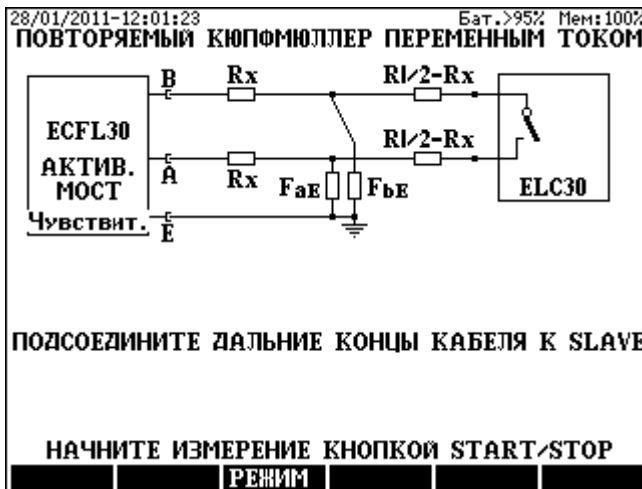 28/01/2011-12:01:23 Бат.>95% Мем:100%
ПОВТОРЯЕМЫЙ КЮПФМЮЛЛЕР ПЕРЕМЕННЫМ ТОКОМ
B Rx Rl/2-Rx
ECFL30
АКТИВ.
МОСТ
Rl/2-Rx
A Rx FaE FbE ELC30
Чувствит.
E
ПОДСОЕДИНИТЕ ДАЛЬНИЕ КОНЦЫ КАБЕЛЯ К SLAVE
НАЧНИТЕ ИЗМЕРЕНИЕ КНОПКОЙ START/STOP
РЕЖИМ